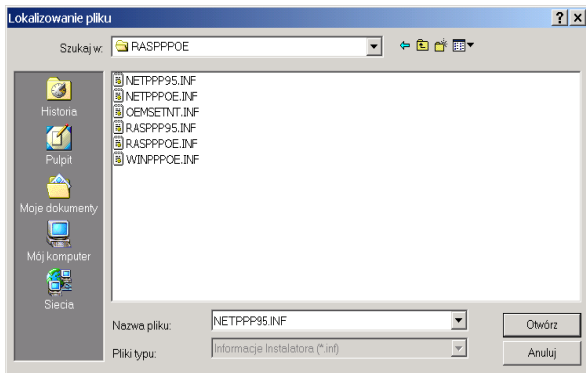 Lokalizowanie pliku
Szukaj w: RASPPPOE
NETPPP95.INF
NETPPPOE.INF
OEMSETNT.INF
RASPPP95.INF
RASPPPOE.INF
WINPPPOE.INF
Historia
Pulpit
Moje dokumenty
Mój komputer
Siecia
Nazwa pliku: NETPPP95.INF Otwórz
Pliki typu: Informacje Instalatora (*.inf) Anuluj